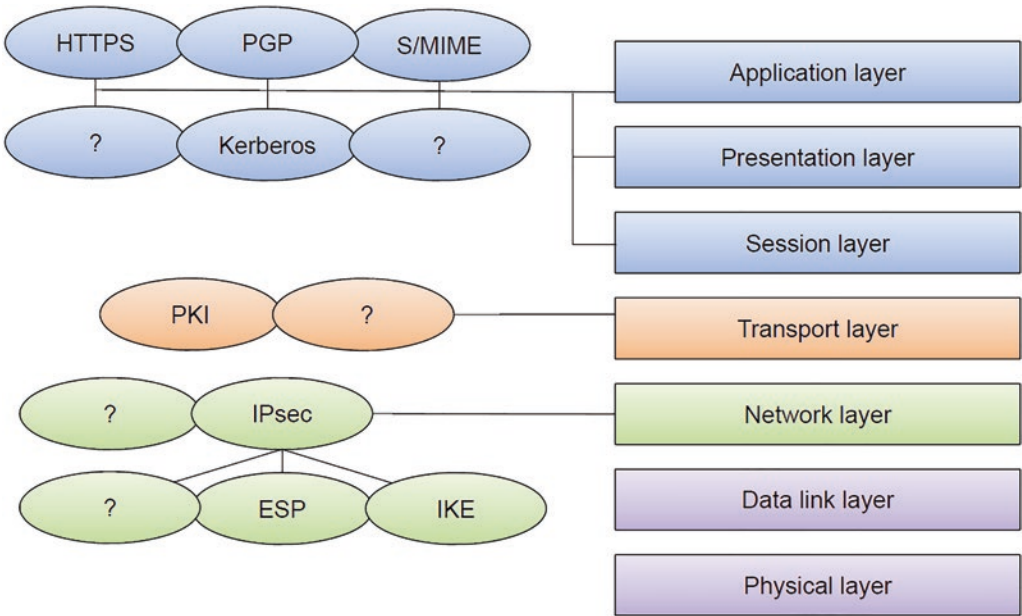 HTTPS
PGP
S/MIME
Application layer
?
Kerberos
?
Presentation layer
Session layer
PKI
?
Transport layer
?
IPsec
Network layer
?
ESP
IKE
Data link layer
Physical layer